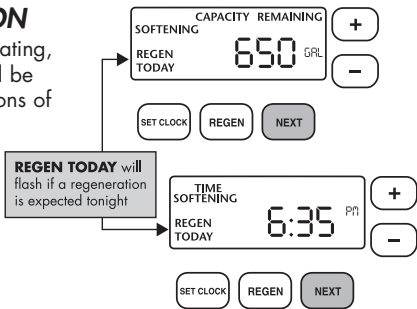 ON
ating,
l be
ons of
CAPACITY REMAINING
SOFTENING
REGEN
TODAY
650 GAL
+
−
SET CLOCK
REGEN
NEXT
REGEN TODAY will
flash if a regeneration
is expected tonight
TIME
SOFTENING
REGEN
TODAY
6:35 PM
+
−
SET CLOCK
REGEN
NEXT